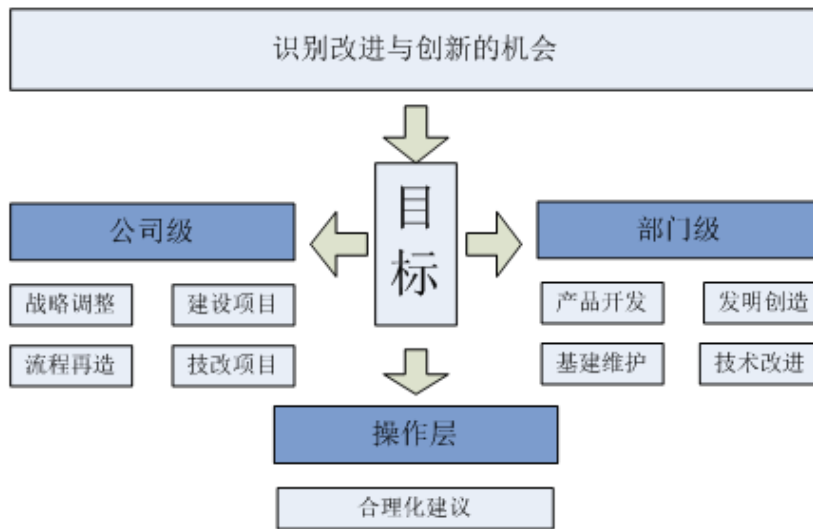 识别改进与创新的机会
目标
公司级
部门级
战略调整
建设项目
产品开发
发明创造
流程再造
技改项目
基建维护
技术改进
操作层
合理化建议